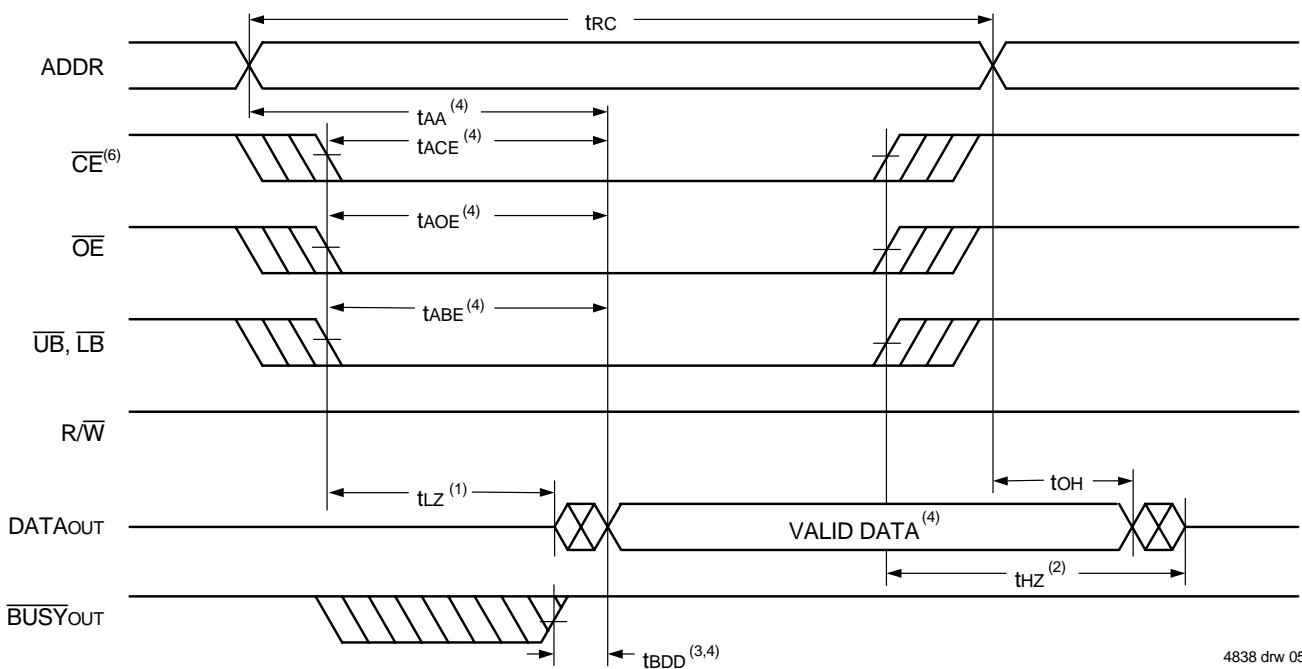 tRC
ADDR
tAA (4)
tACE (4)
CE(6)
tAOE (4)
OE
tABE (4)
UB, LB
R/W
tLZ (1)
tOH
DATAOUT
VALID DATA(4)
tHZ (2)
BUSYOUT
tBDD (3,4)
4838 drw 05